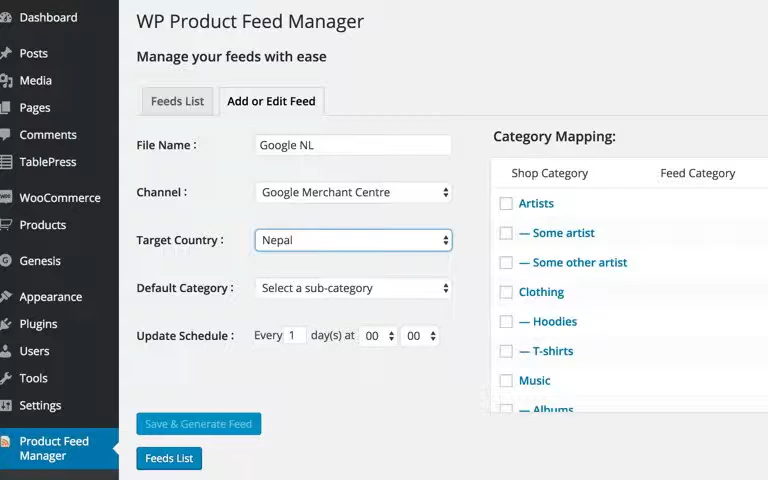 Dashboard
Posts
Media
Pages
Comments
TablePress
WooCommerce
Products
Genesis
Appearance
Plugins
Users
Tools
Settings
Product Feed
Manager
WP Product Feed Manager
Manage your feeds with ease
Feeds List
Add or Edit Feed
File Name :
Google NL
Channel :
Google Merchant Centre
Target Country :
Nepal
Default Category :
Select a sub-category
Update Schedule :
Every 1 day(s) at 00 00
Save & Generate Feed
Feeds List
Category Mapping:
Shop Category Feed Category
Artists
— Some artist
— Some other artist
Clothing
— Hoodies
— T-shirts
Music
— Albums